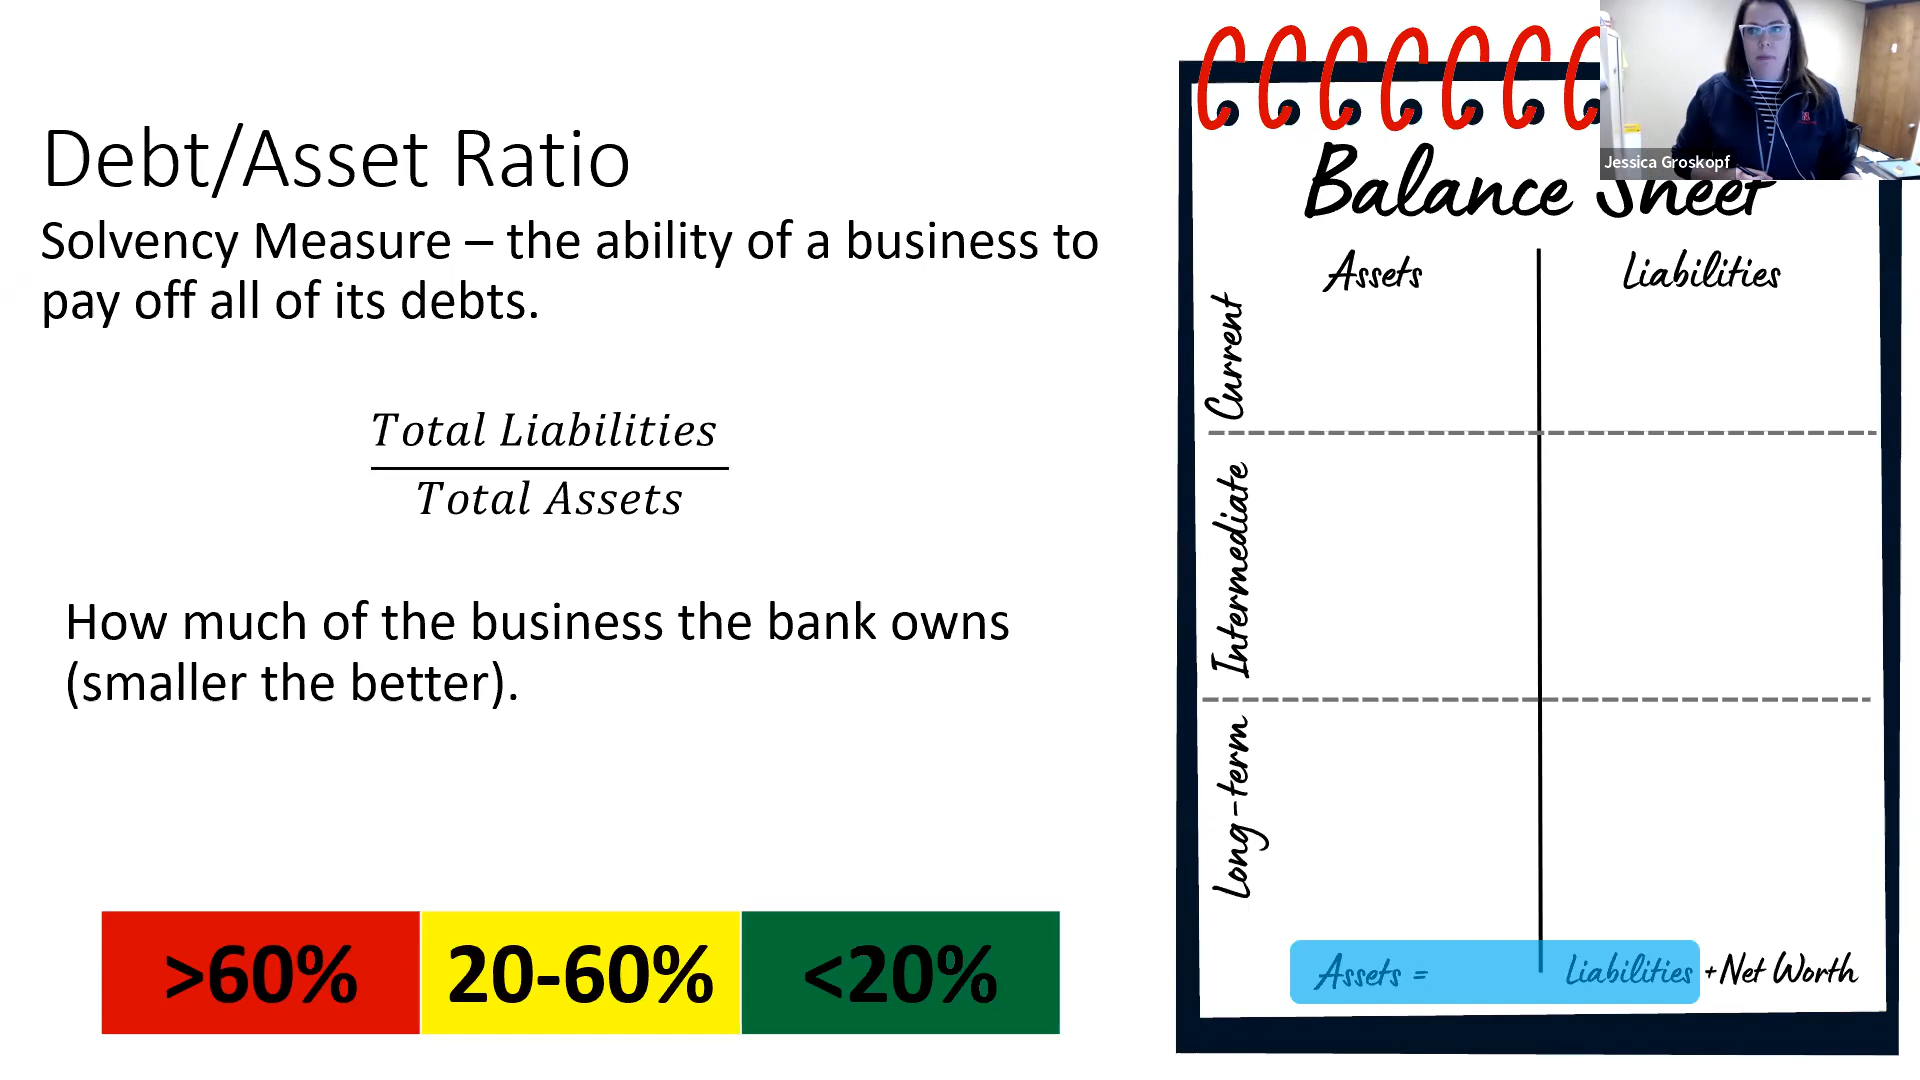 Debt/Asset Ratio
Solvency Measure – the ability of a business to
pay off all of its debts.
Total Liabilities
Total Assets
How much of the business the bank owns
(smaller the better).
>60%
20-60%
<20%
Jessica Groskopf
Balance Sheet
Assets
Liabilities
Current
Intermediate
Long-term
Assets = Liabilities + Net Worth